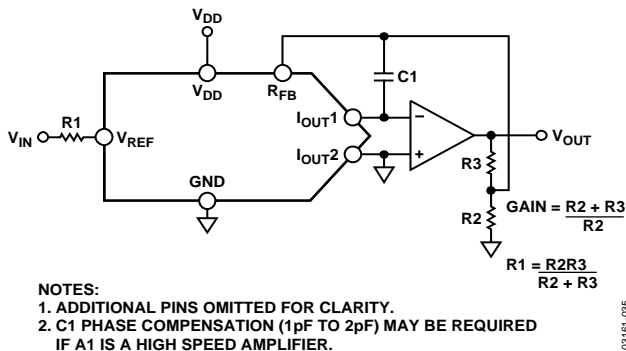 VDD
VDD
RFB
C1
IOUT1
R1
VIN
VREF
VOUT
IOUT2
R3
GND
R2
GAIN = R2 + R3
R2
R1 = R2R3
R2 + R3
NOTES:
1. ADDITIONAL PINS OMITTED FOR CLARITY.
2. C1 PHASE COMPENSATION (1pF TO 2pF) MAY BE REQUIRED
IF A1 IS A HIGH SPEED AMPLIFIER.
03161-035